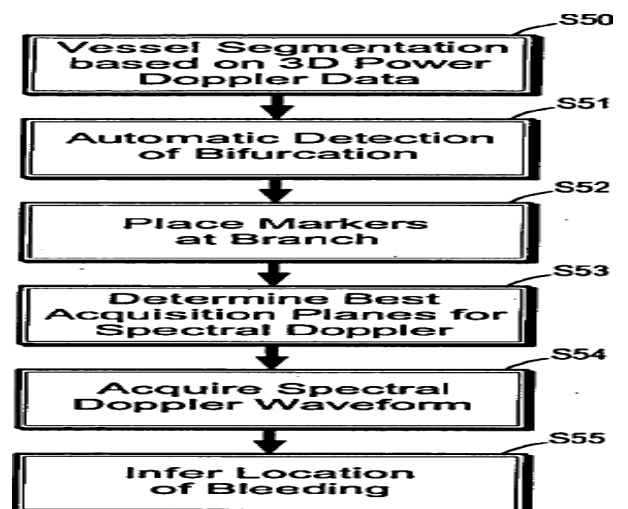 S50
Vessel Segmentation
based on 3D Power
Doppler Data
S51
Automatic Detection
of Bifurcation
S52
Place Markers
at Branch
S53
Determine Best
Acquisition Planes for
Spectral Doppler
S54
Acquire Spectral
Doppler Waveform
S55
Infer Location
of Bleeding